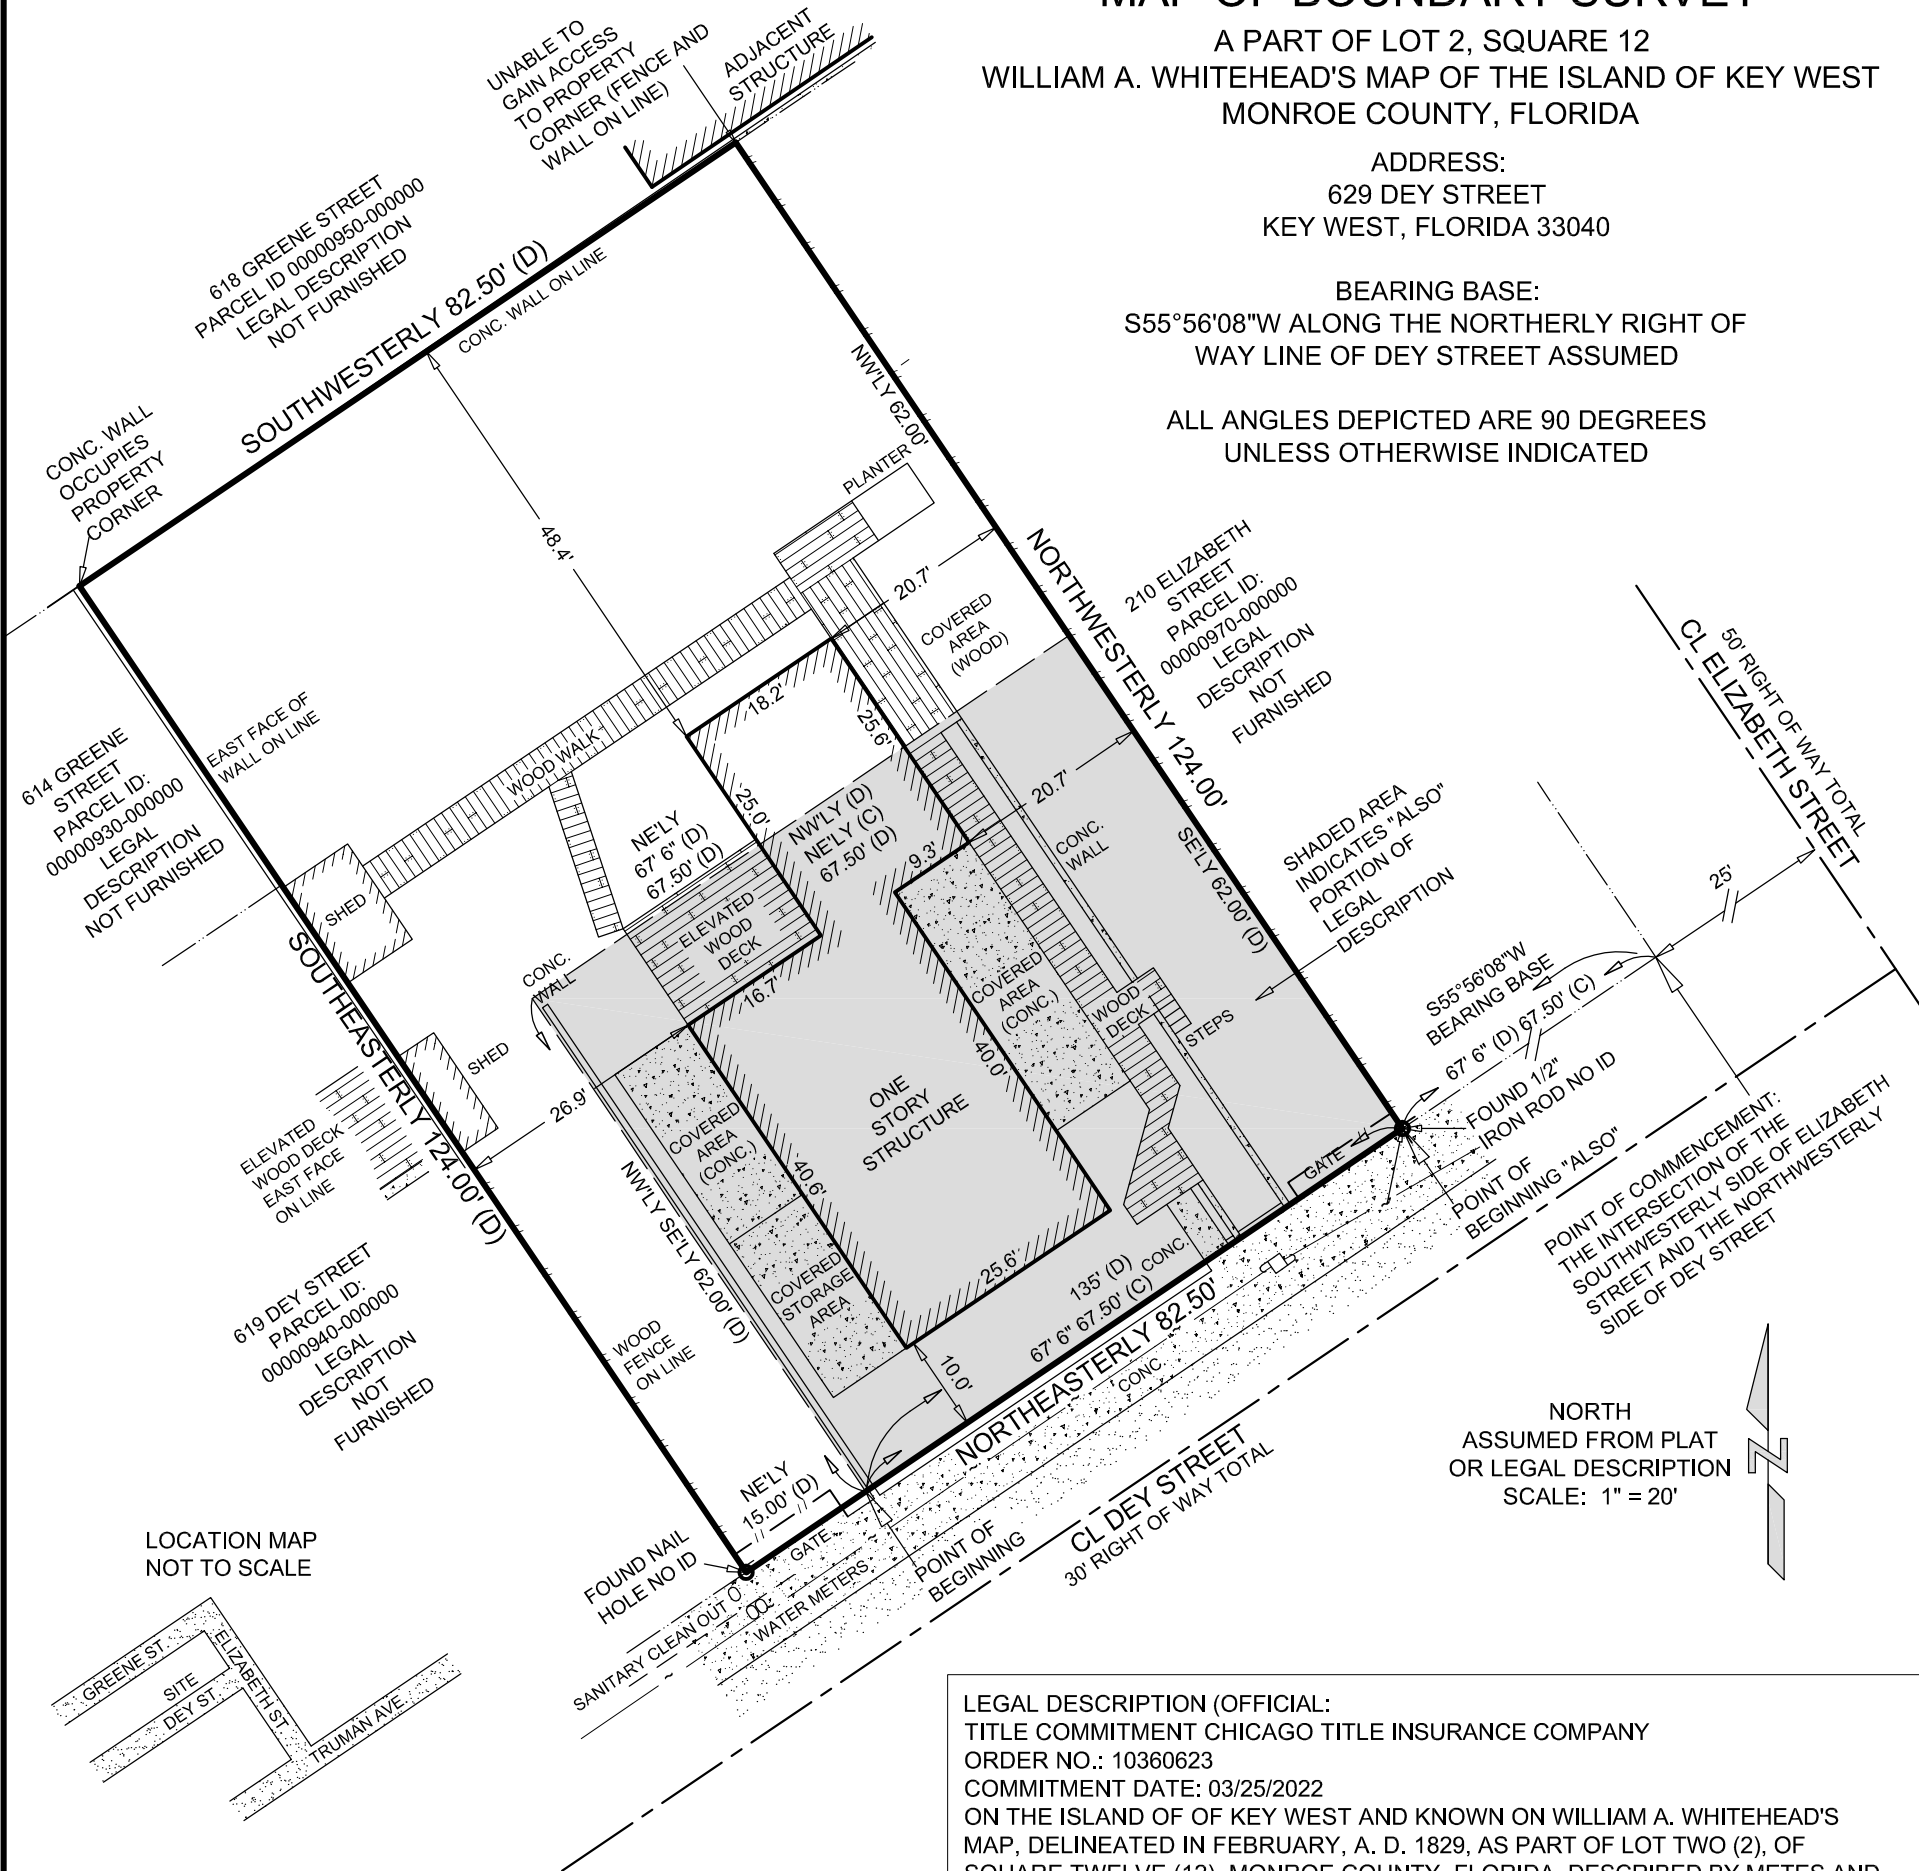 MAP OF BOUNDARY SURVEY
A PART OF LOT 2, SQUARE 12
WILLIAM A. WHITEHEAD'S MAP OF THE ISLAND OF KEY WEST
MONROE COUNTY, FLORIDA
ADDRESS:
629 DEY STREET
KEY WEST, FLORIDA 33040
BEARING BASE:
S55°56'08"W ALONG THE NORTHERLY RIGHT OF
WAY LINE OF DEY STREET ASSUMED
ALL ANGLES DEPICTED ARE 90 DEGREES
UNLESS OTHERWISE INDICATED
UNABLE TO
GAIN ACCESS
TO PROPERTY
CORNER (FENCE AND
WALL ON LINE)
ADJACENT
STRUCTURE
618 GREENE STREET
PARCEL ID 00000950-000000
LEGAL DESCRIPTION
NOT FURNISHED
SOUTHWESTERLY 82.50' (D)
CONC. WALL ON LINE
CONC. WALL
OCCUPIES
PROPERTY
CORNER
48.4'
NW'LY 62.00'
PLANTER
20.7'
COVERED
AREA
(WOOD)
NORTHWESTERLY 124.00'
210 ELIZABETH
STREET
PARCEL ID:
00000970-000000
LEGAL
DESCRIPTION
NOT
FURNISHED
50' RIGHT OF WAY TOTAL
CL ELIZABETH STREET
25'
614 GREENE
STREET
PARCEL ID:
00000930-000000
LEGAL
DESCRIPTION
NOT FURNISHED
EAST FACE OF
WALL ON LINE
WOOD WALK
18.2'
25.6'
25.0'
NE'LY
67' 6" (D)
67.50' (D)
NW'LY (D)
NE'LY (C)
67.50' (D)
9.3'
20.7'
CONC.
WALL
SE'LY 62.00' (D)
SHADED AREA
INDICATES "ALSO"
PORTION OF
LEGAL
DESCRIPTION
SHED
SOUTHEASTERLY 124.00' (D)
ELEVATED
WOOD
DECK
16.7'
CONC.
WALL
COVERED
AREA
(CONC.)
40.0'
WOOD
DECK
STEPS
S55°56'08"W
BEARING BASE
67' 6" (D) 67.50' (C)
FOUND 1/2"
IRON ROD NO ID
SHED
ELEVATED
WOOD DECK
EAST FACE
ON LINE
26.9'
COVERED
AREA
(CONC.)
40.6'
ONE
STORY
STRUCTURE
NW'LY SE'LY 62.00' (D)
COVERED
STORAGE
AREA
25.6'
10.0'
135' (D)
67' 6" 67.50' (C)
CONC.
GATE
NORTHEASTERLY 82.50'
CONC.
POINT OF
BEGINNING "ALSO"
POINT OF COMMENCEMENT:
THE INTERSECTION OF THE
SOUTHWESTERLY SIDE OF ELIZABETH
STREET AND THE NORTHWESTERLY
SIDE OF DEY STREET
619 DEY STREET
PARCEL ID:
00000940-000000
LEGAL
DESCRIPTION
NOT
FURNISHED
WOOD
FENCE
ON LINE
NE'LY
15.00' (D)
GATE
FOUND NAIL
HOLE NO ID
SANITARY CLEAN OUT
WATER METERS
POINT OF
BEGINNING
CL DEY STREET
30' RIGHT OF WAY TOTAL
NORTH
ASSUMED FROM PLAT
OR LEGAL DESCRIPTION
SCALE: 1" = 20'
N
LOCATION MAP
NOT TO SCALE
GREENE ST.
SITE
DEY ST.
ELIZABETH ST.
TRUMAN AVE.
LEGAL DESCRIPTION (OFFICIAL:
TITLE COMMITMENT CHICAGO TITLE INSURANCE COMPANY
ORDER NO.: 10360623
COMMITMENT DATE: 03/25/2022
ON THE ISLAND OF OF KEY WEST AND KNOWN ON WILLIAM A. WHITEHEAD'S
MAP, DELINEATED IN FEBRUARY, A. D. 1829, AS PART OF LOT TWO (2), OF
SQUARE TWELVE (12), MONROE COUNTY, FLORIDA, DESCRIBED BY METES AND